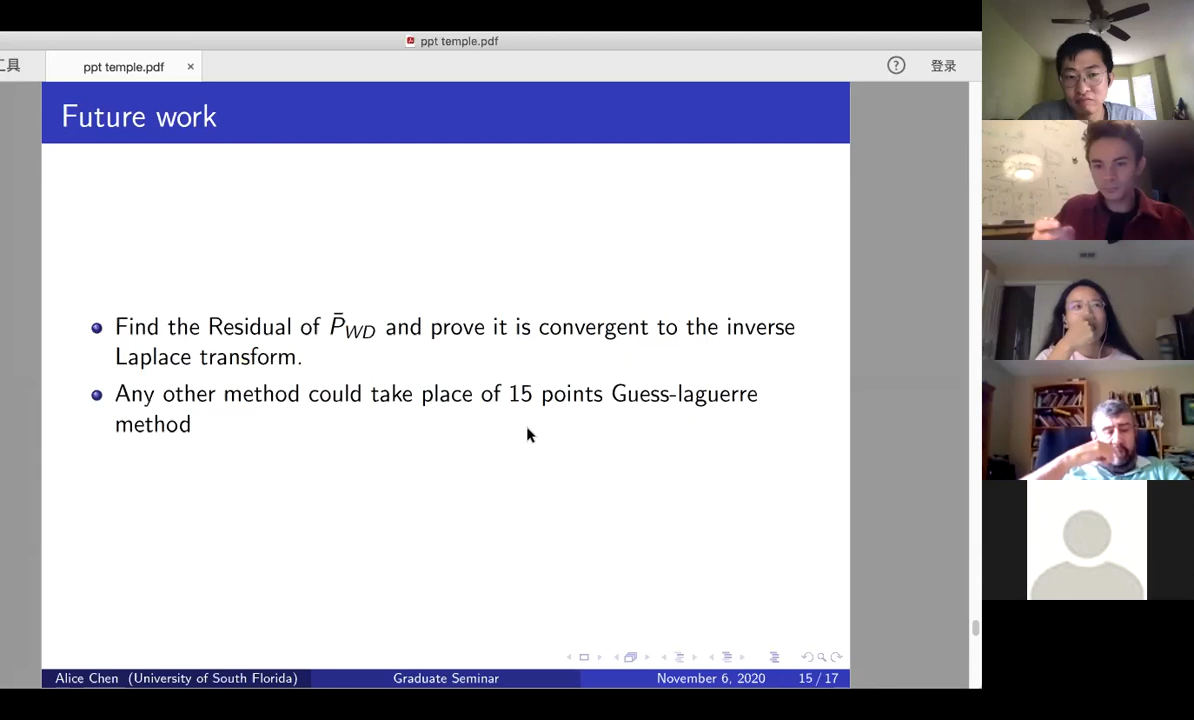 ppt temple.pdf
工具
ppt temple.pdf ×
? 登录
Future work
Find the Residual of P̄_WD and prove it is convergent to the inverse
Laplace transform.
Any other method could take place of 15 points Guess-laguerre
method
Alice Chen (University of South Florida) Graduate Seminar November 6, 2020 15 / 17